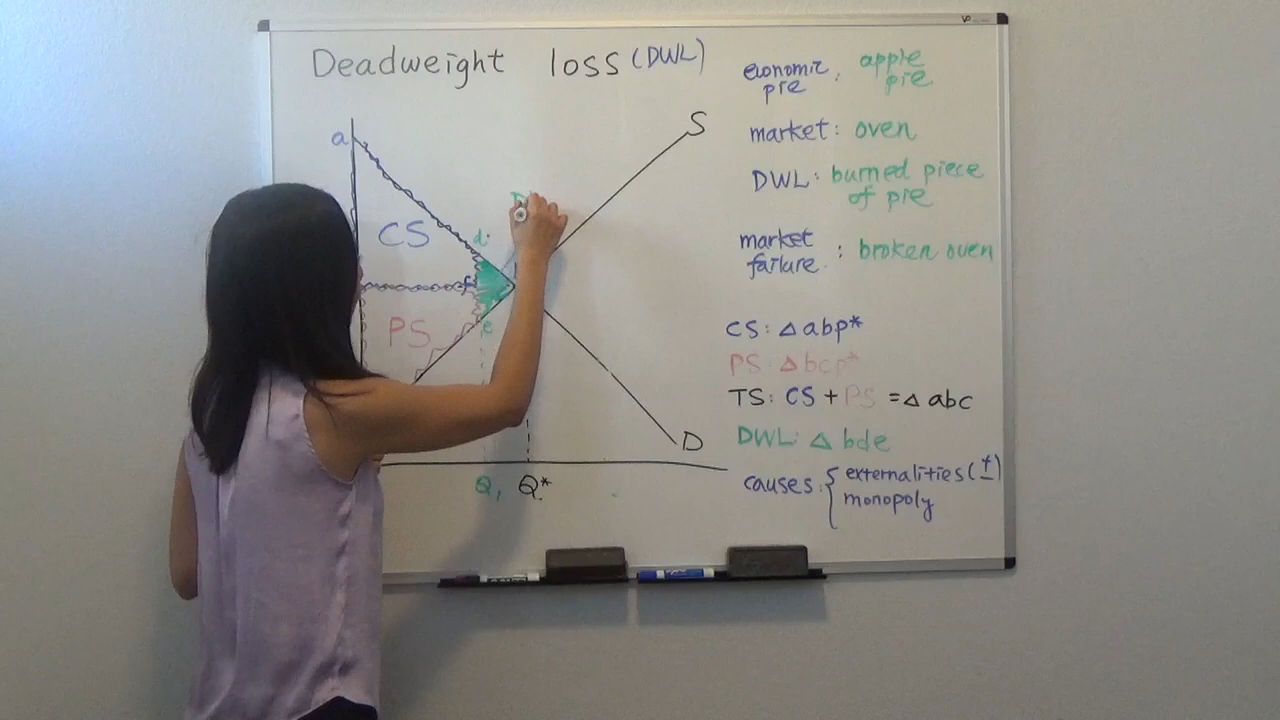 Deadweight loss (DWL)
economic pie: apple pie
market: oven
DWL: burned piece of pie
market failure: broken oven
CS: △ abp*
PS: △ bcp*
TS: CS + PS = △ abc
DWL: △ bde
causes: { externalities (+/-)
monopoly
a
S
CS
d
f
PS
e
D
Q₁ Q*